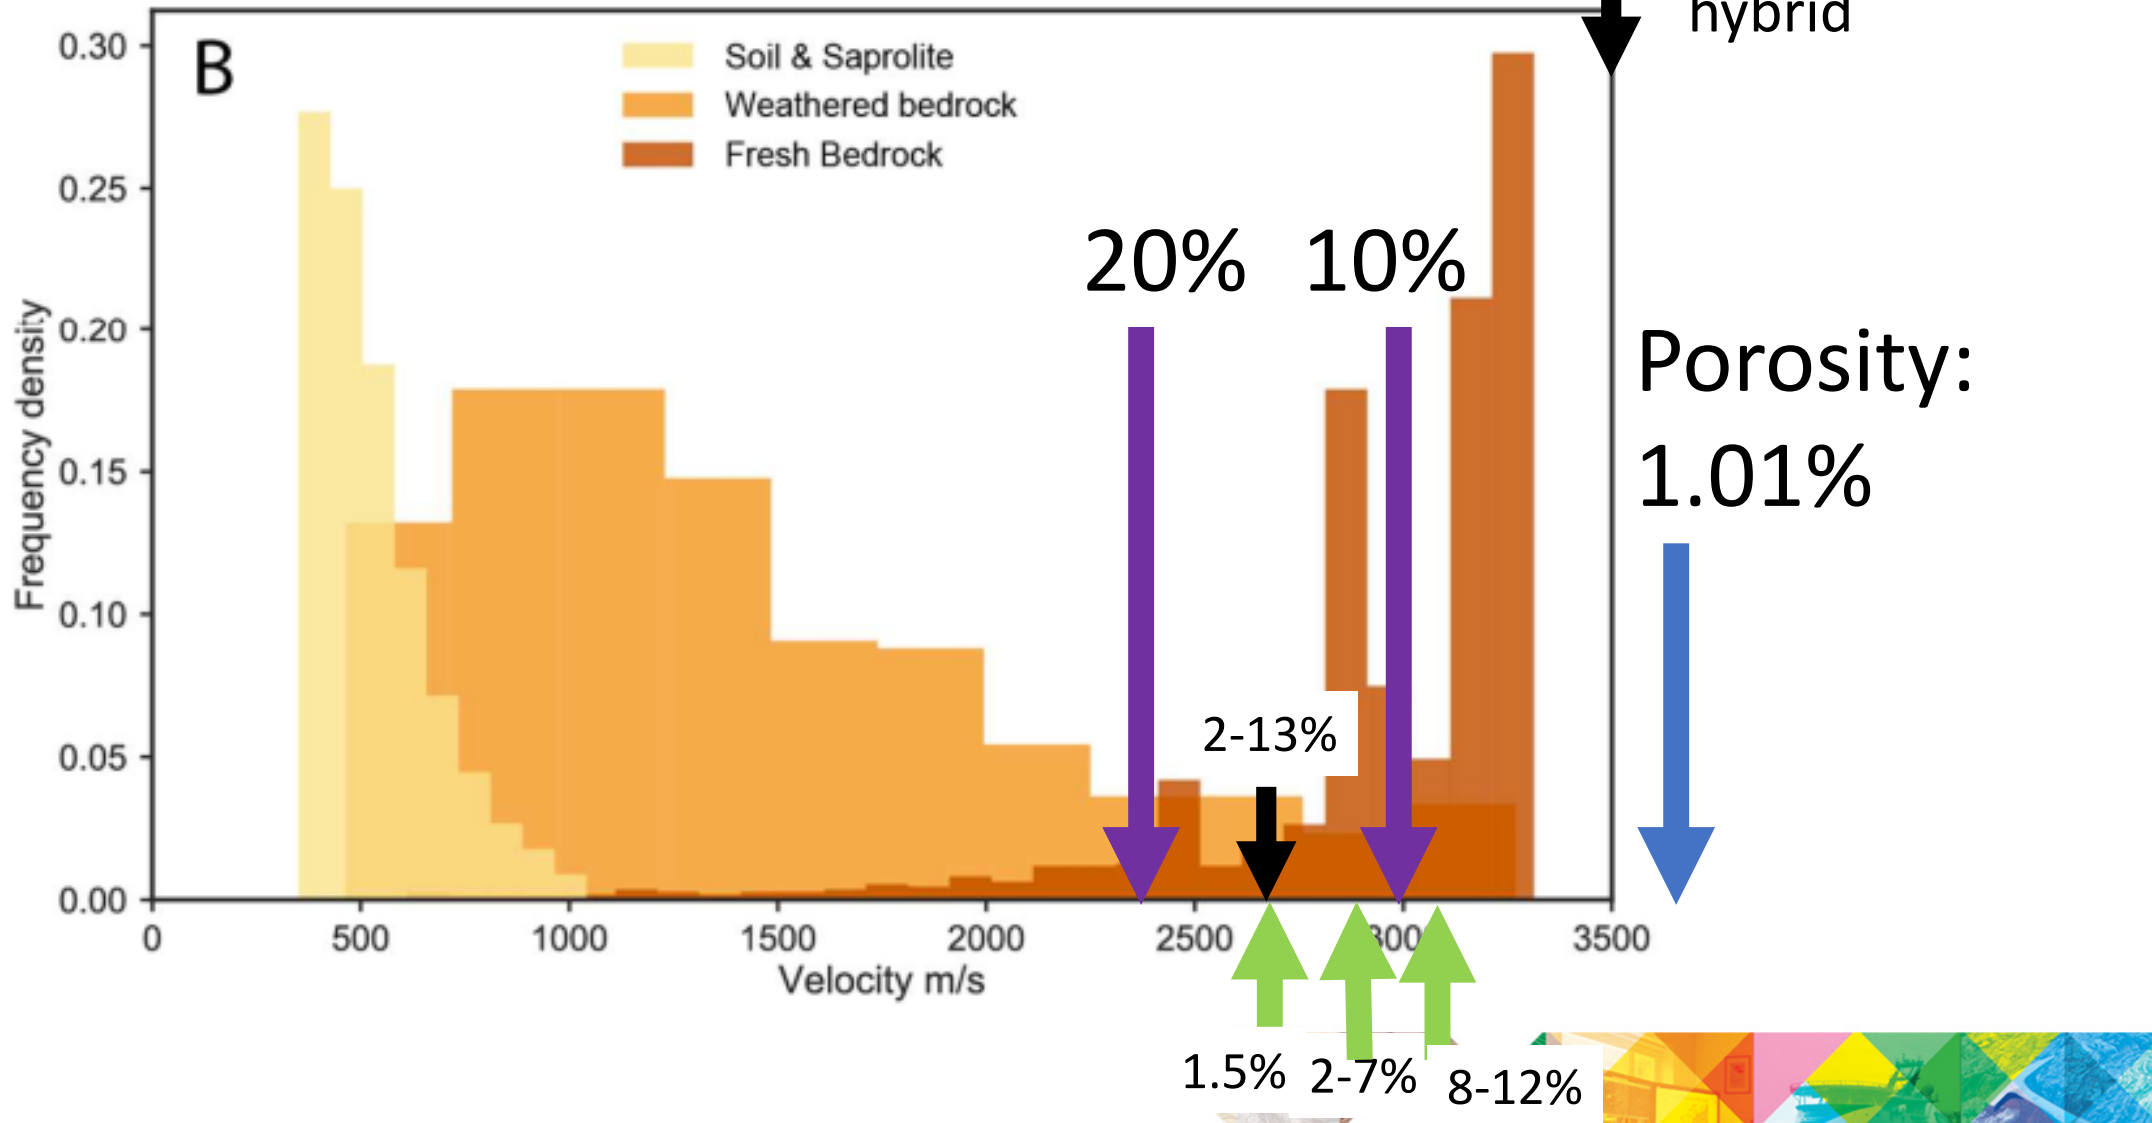 hybrid
B
Soil & Saprolite
Weathered bedrock
Fresh Bedrock
0.30
0.25
0.20
0.15
0.10
0.05
0.00
Frequency density
20%
10%
Porosity:
1.01%
2-13%
0
500
1000
1500
2000
2500
3500
Velocity m/s
1.5%
2-7%
8-12%